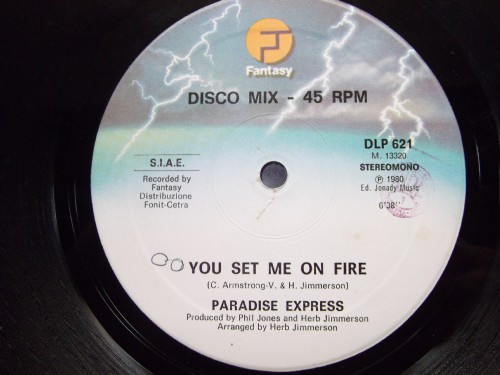 Fantasy
DISCO MIX - 45 RPM
S.I.A.E.
Recorded by
Fantasy
Distribuzione
Fonit-Cetra
DLP 621
M. 13320
STEREOMONO
Ⓟ 1980
Ed. Jonady Music
YOU SET ME ON FIRE
(C. Armstrong-V. & H. Jimmerson)
PARADISE EXPRESS
Produced by Phil Jones and Herb Jimmerson
Arranged by Herb Jimmerson